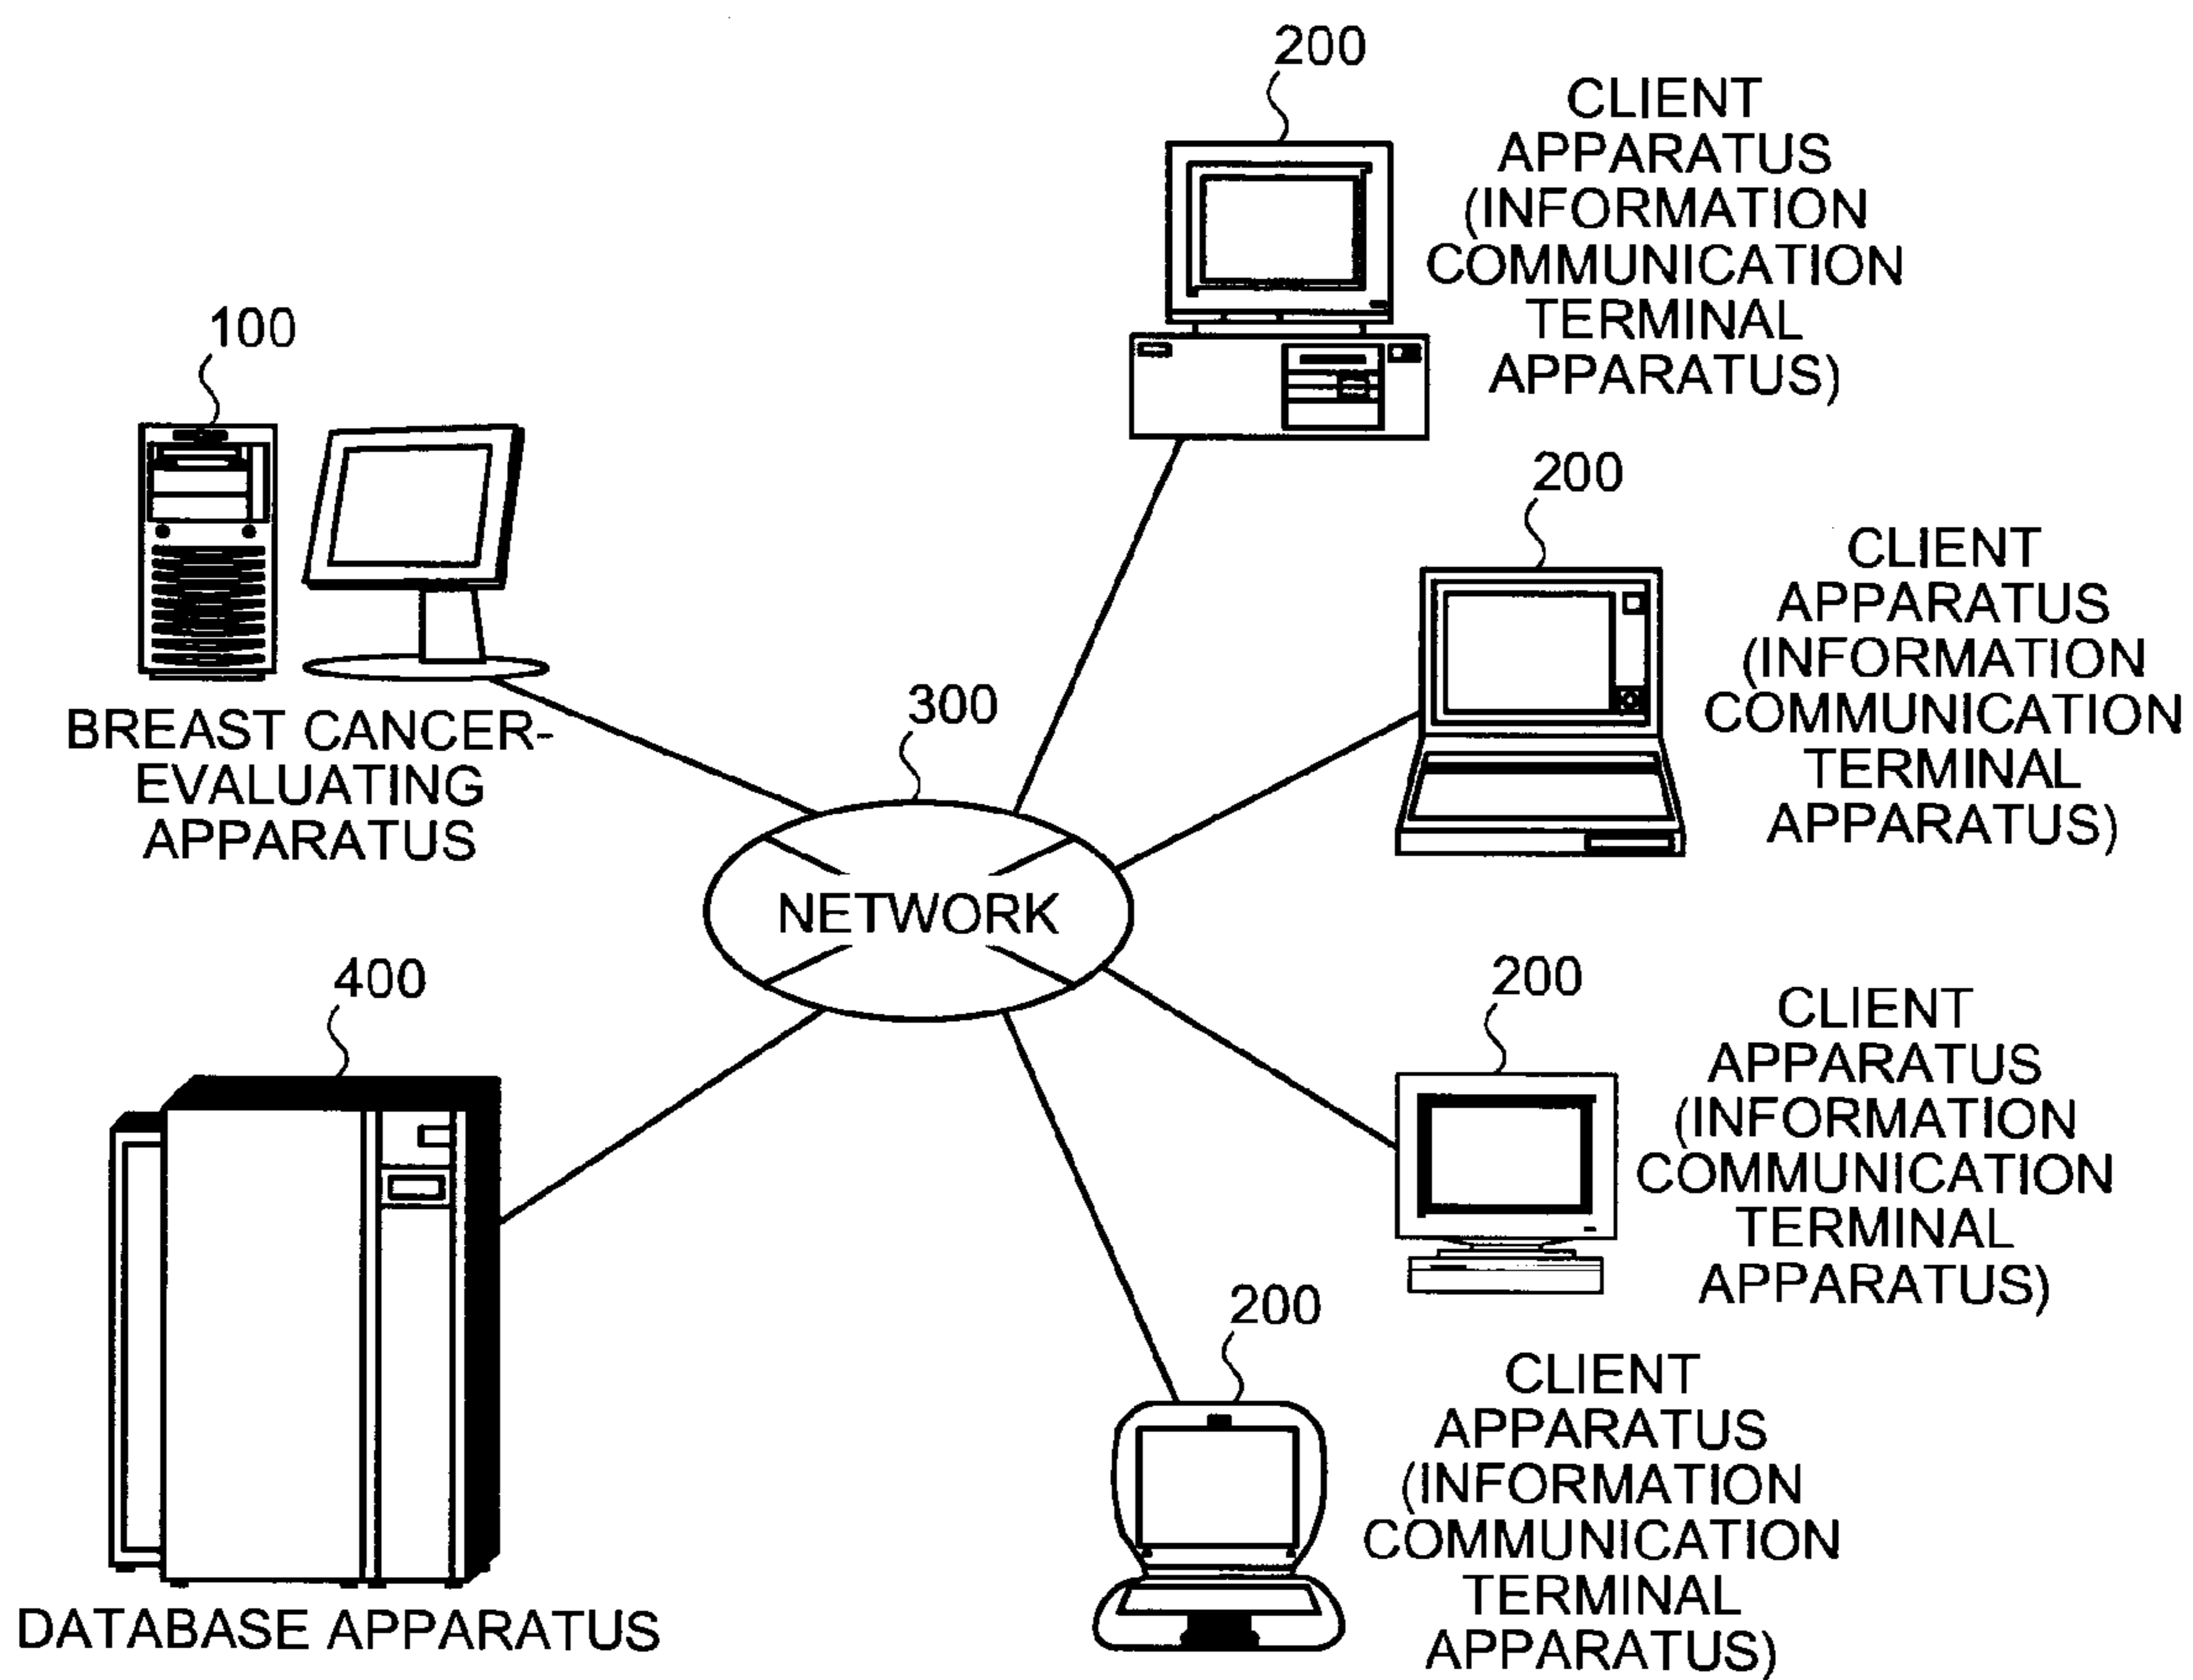 200
CLIENT
APPARATUS
(INFORMATION
COMMUNICATION
TERMINAL
APPARATUS)
100
BREAST CANCER-
EVALUATING
APPARATUS
200
CLIENT
APPARATUS
(INFORMATION
COMMUNICATION
TERMINAL
APPARATUS)
300
NETWORK
400
DATABASE APPARATUS
200
CLIENT
APPARATUS
(INFORMATION
COMMUNICATION
TERMINAL
APPARATUS)
200
CLIENT
APPARATUS
(INFORMATION
COMMUNICATION
TERMINAL
APPARATUS)